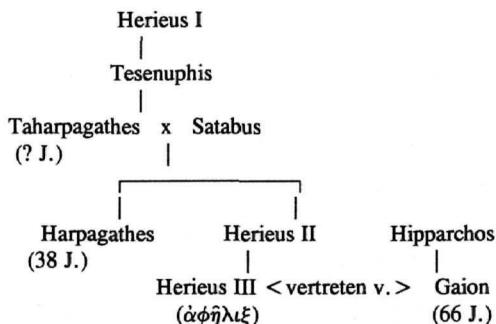 Herieus I
Tesenuphis
Taharpagathes x Satabus
(? J.)
Harpagathes Herieus II Hipparchos
(38 J.)
Herieus III < vertreten v. > Gaion
(ἀφῆλιξ) (66 J.)